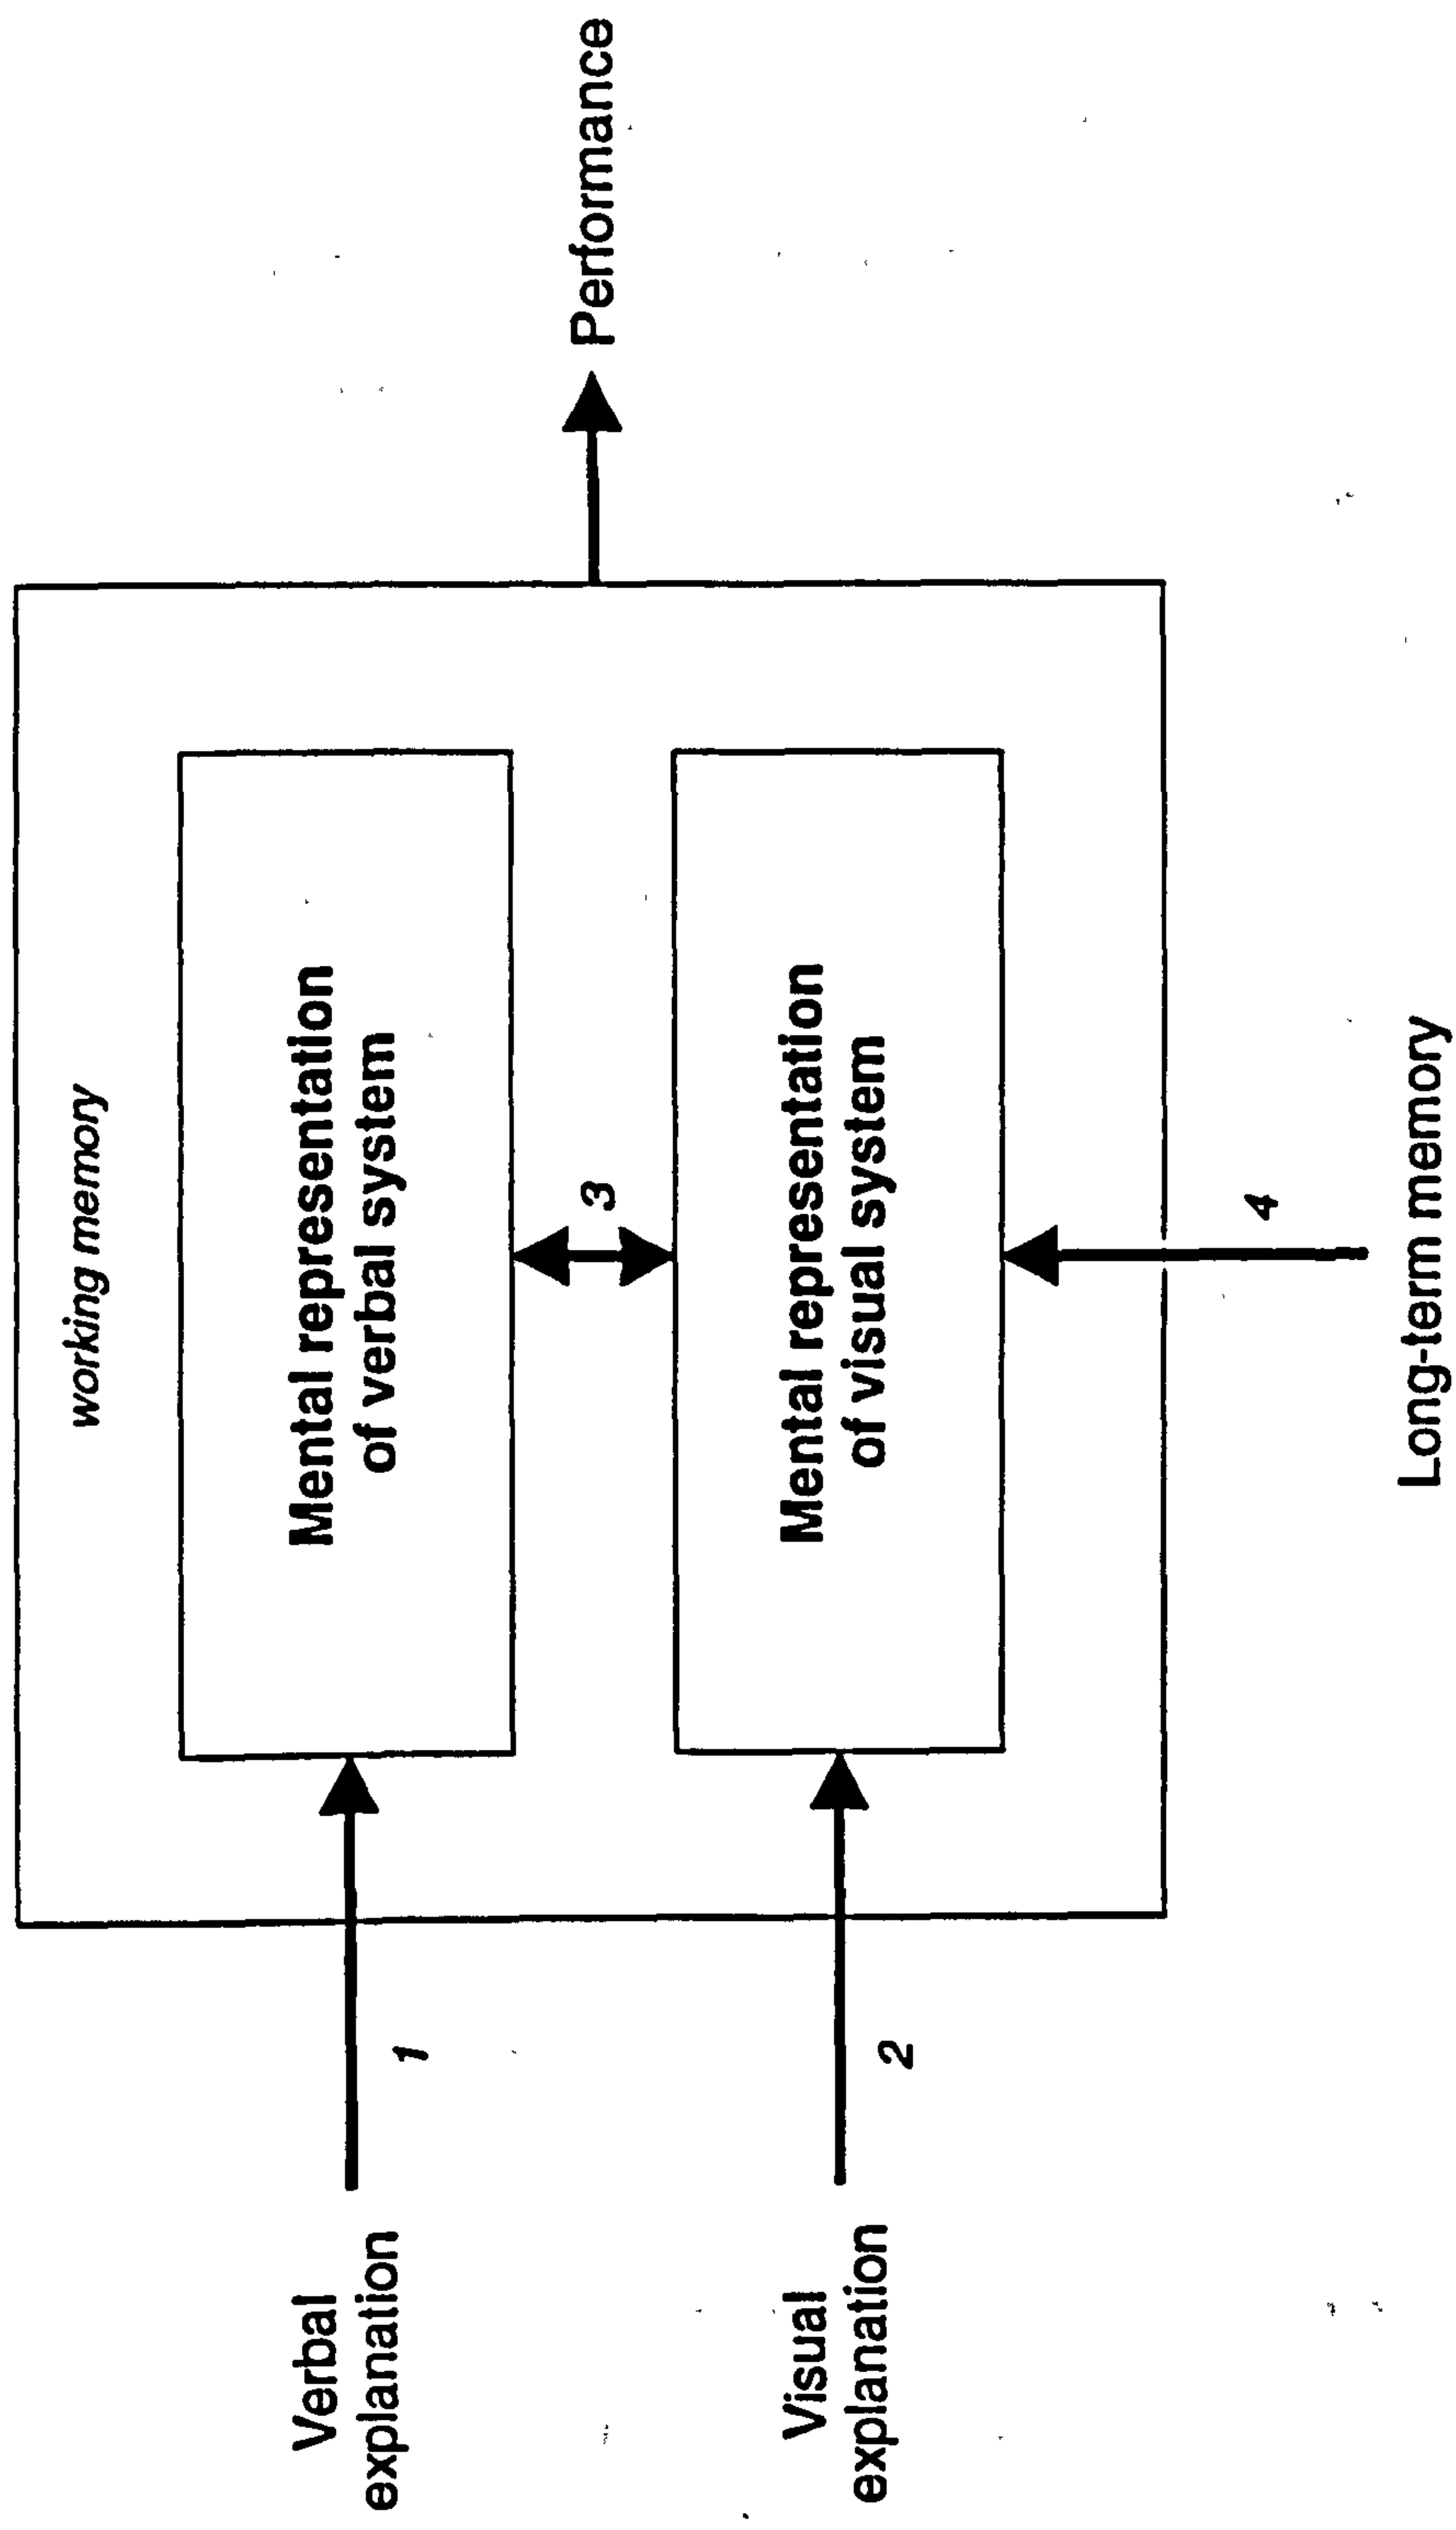 working memory
Verbal
explanation
1
Mental representation
of verbal system
3
Performance
Visual
explanation
2
Mental representation
of visual system
4
Long-term memory